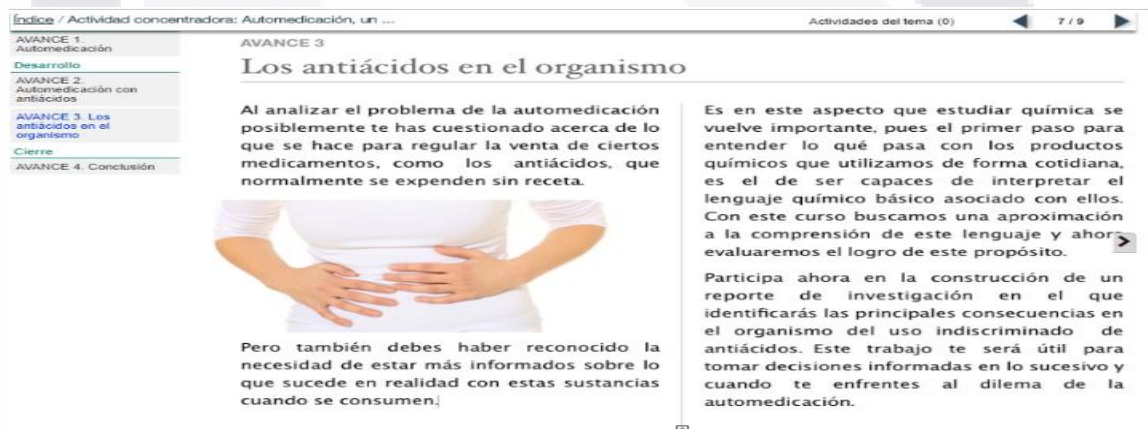 Índice / Actividad concentradora: Automedicación, un ...
Actividades del tema (0)
7 / 9
AVANCE 1.
Automedicación
Desarrollo
AVANCE 2.
Automedicación con
antiácidos
AVANCE 3. Los
antiácidos en el
organismo
Cierre
AVANCE 4. Conclusión
AVANCE 3
Los antiácidos en el organismo
Al analizar el problema de la automedicación
posiblemente te has cuestionado acerca de lo
que se hace para regular la venta de ciertos
medicamentos, como los antiácidos, que
normalmente se expenden sin receta.
Pero también debes haber reconocido la
necesidad de estar más informados sobre lo
que sucede en realidad con estas sustancias
cuando se consumen.
Es en este aspecto que estudiar química se
vuelve importante, pues el primer paso para
entender lo qué pasa con los productos
químicos que utilizamos de forma cotidiana,
es el de ser capaces de interpretar el
lenguaje químico básico asociado con ellos.
Con este curso buscamos una aproximación
a la comprensión de este lenguaje y ahora
evaluaremos el logro de este propósito.
Participa ahora en la construcción de un
reporte de investigación en el que
identificarás las principales consecuencias en
el organismo del uso indiscriminado de
antiácidos. Este trabajo te será útil para
tomar decisiones informadas en lo sucesivo y
cuando te enfrentes al dilema de la
automedicación.